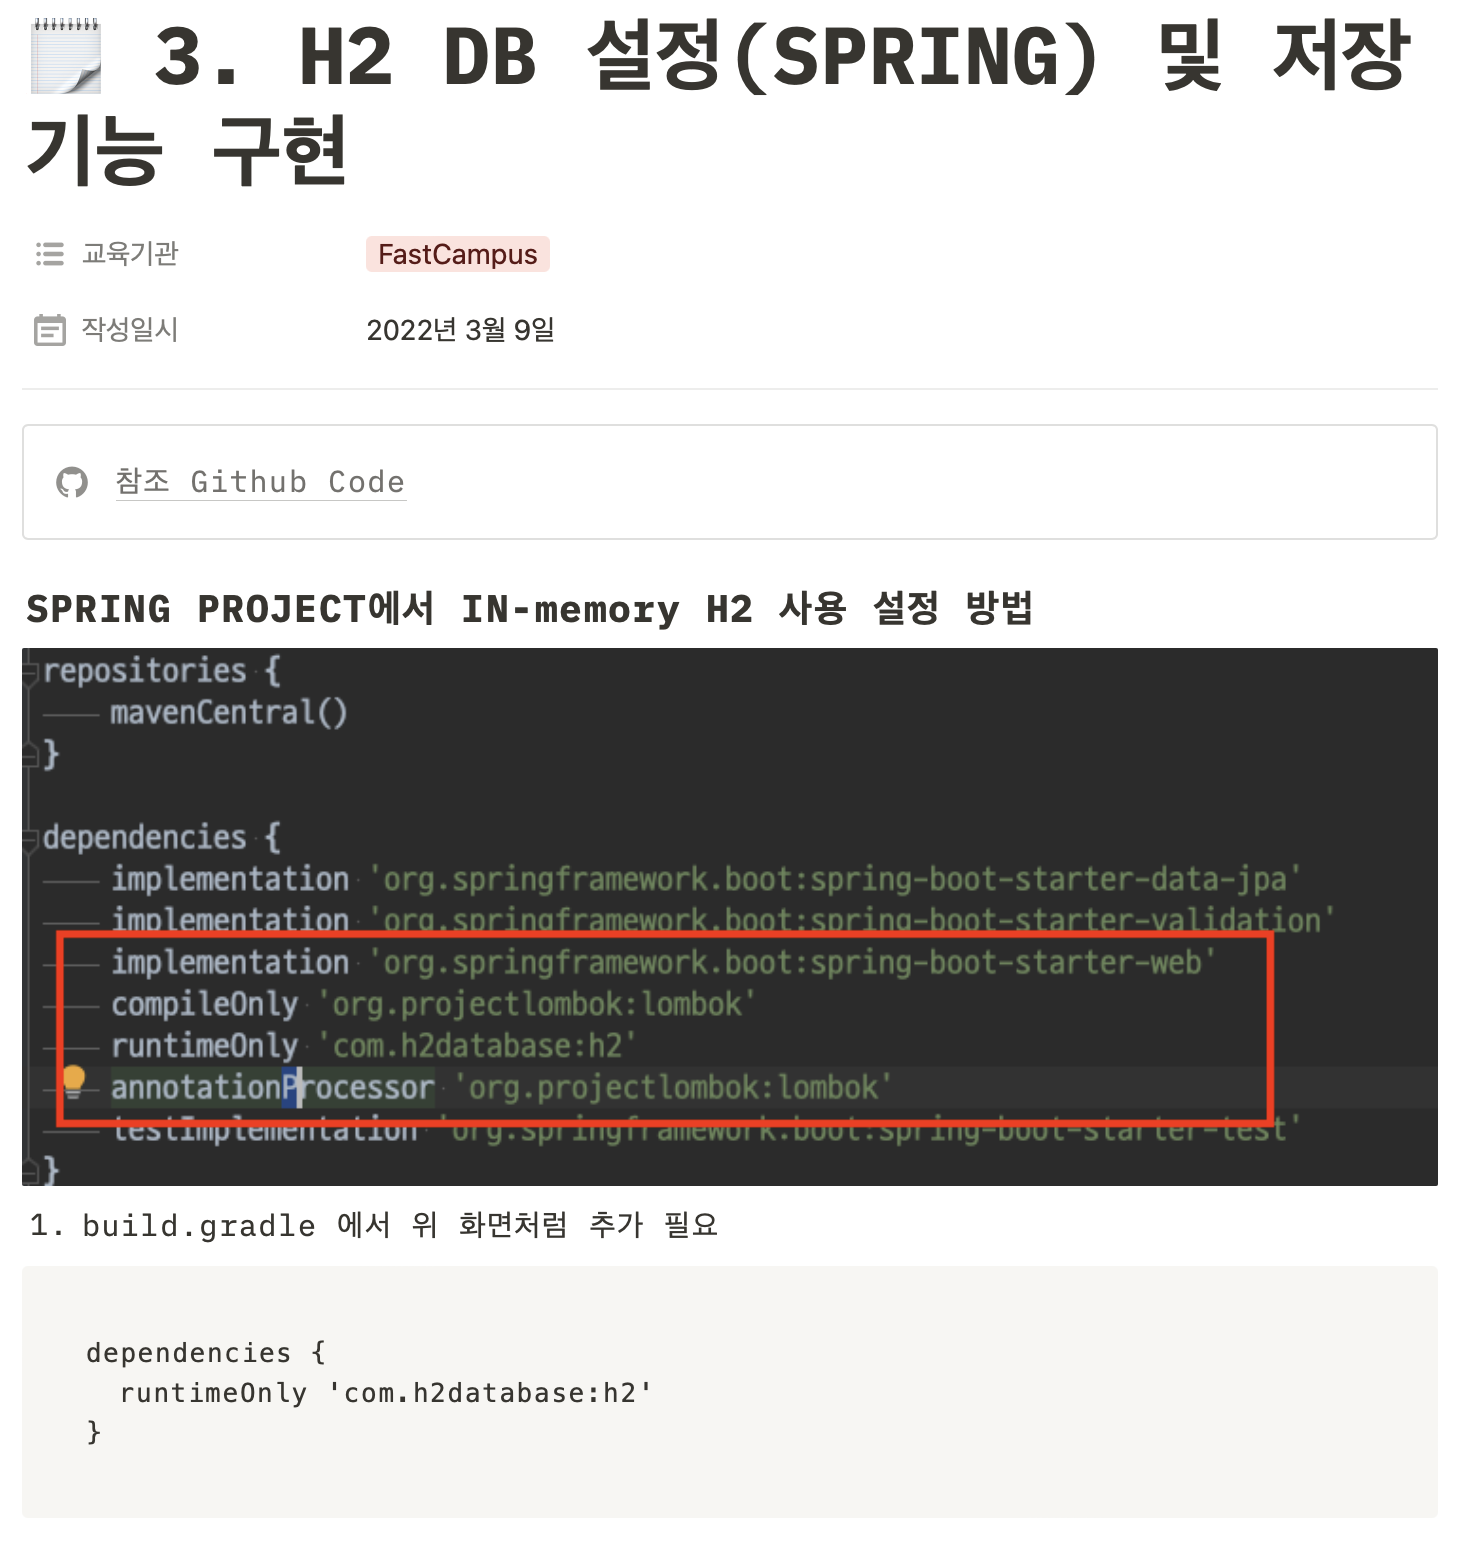 3. H2 DB 설정(SPRING) 및 저장
기능 구현
교육기관 FastCampus
작성일시 2022년 3월 9일
참조 Github Code
SPRING PROJECT에서 IN-memory H2 사용 설정 방법
repositories {
mavenCentral()
}
dependencies {
implementation 'org.springframework.boot:spring-boot-starter-data-jpa'
implementation 'org.springframework.boot:spring-boot-starter-validation'
implementation 'org.springframework.boot:spring-boot-starter-web'
compileOnly 'org.projectlombok:lombok'
runtimeOnly 'com.h2database:h2'
annotationProcessor 'org.projectlombok:lombok'
testImplementation 'org.springframework.boot:spring-boot-starter-test'
}
1. build.gradle 에서 위 화면처럼 추가 필요
dependencies {
runtimeOnly 'com.h2database:h2'
}